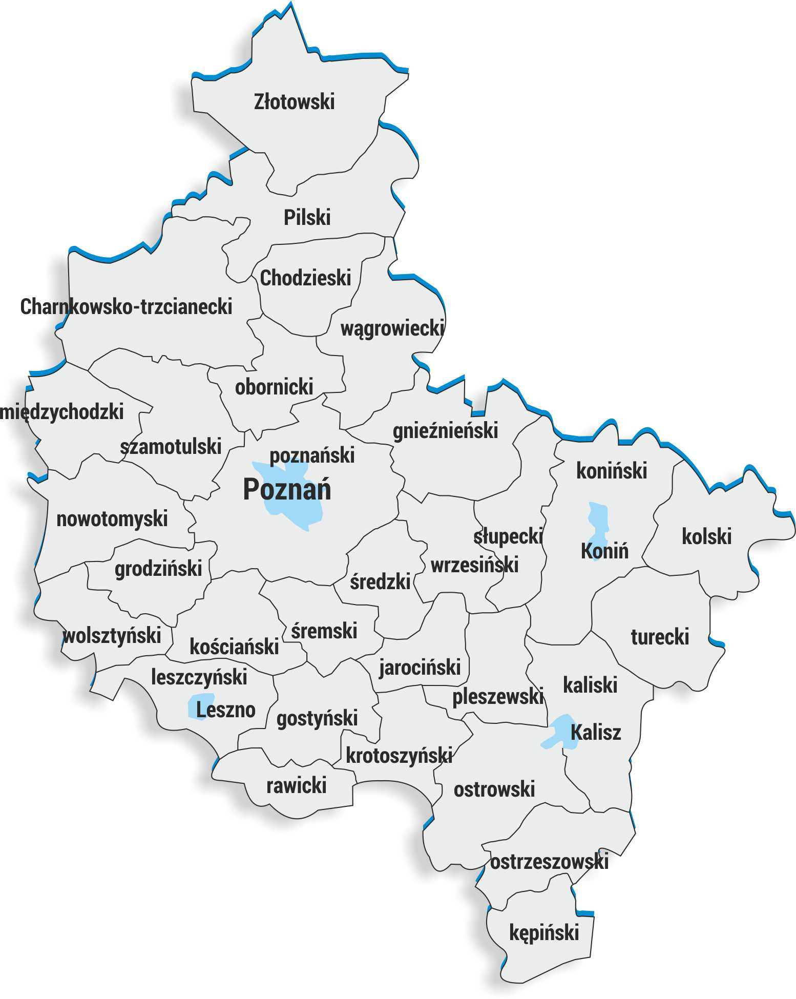 Złotowski
Pilski
Chodzieski
Charnkowsko-trzcianecki
wągrowiecki
obornicki
międzychodzki
gnieźnieński
szamotulski
poznański
koniński
Poznań
nowotomyski
słupecki
kolski
Koniń
wrzesiński
grodziński
średzki
śremski
wolsztyński
turecki
kościański
jarociński
leszczyński
kaliski
pleszewski
Leszno
gostyński
Kalisz
krotoszyński
rawicki
ostrowski
ostrzeszowski
kępiński